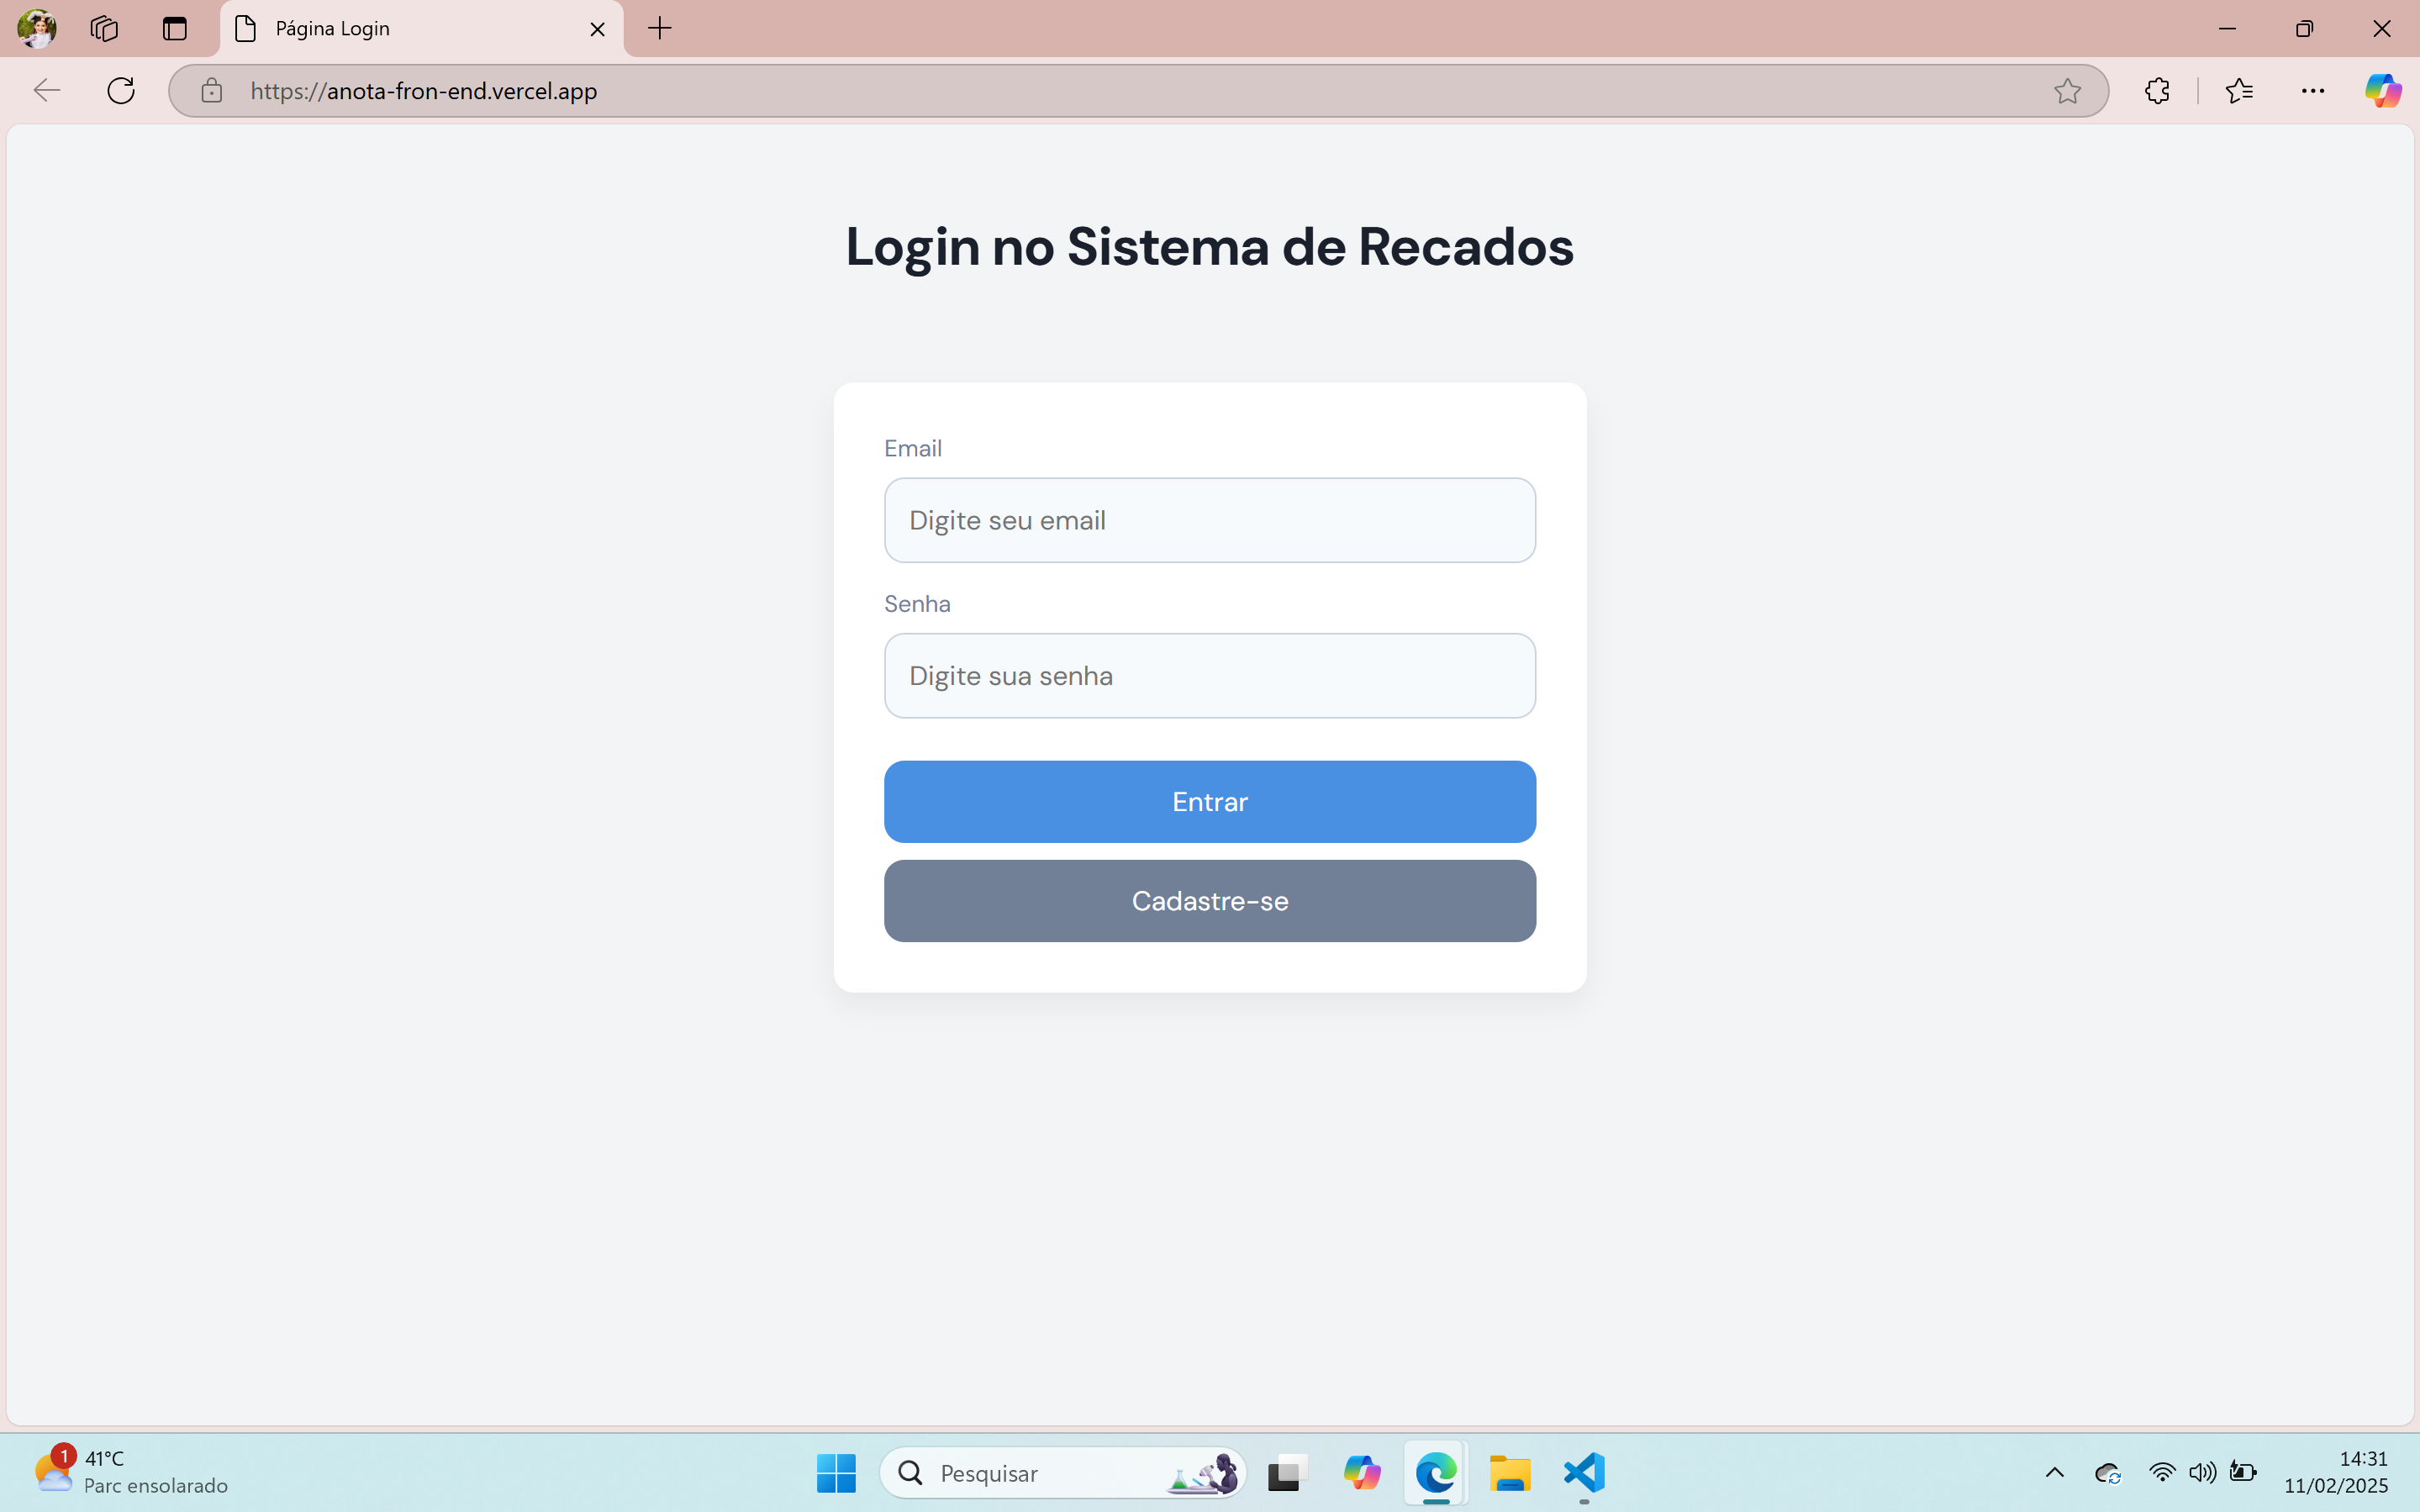 Página Login
https://anota-fron-end.vercel.app
Login no Sistema de Recados
Email
Digite seu email
Senha
Digite sua senha
Entrar
Cadastre-se
1
41°C
Parc ensolarado
Pesquisar
14:31
11/02/2025